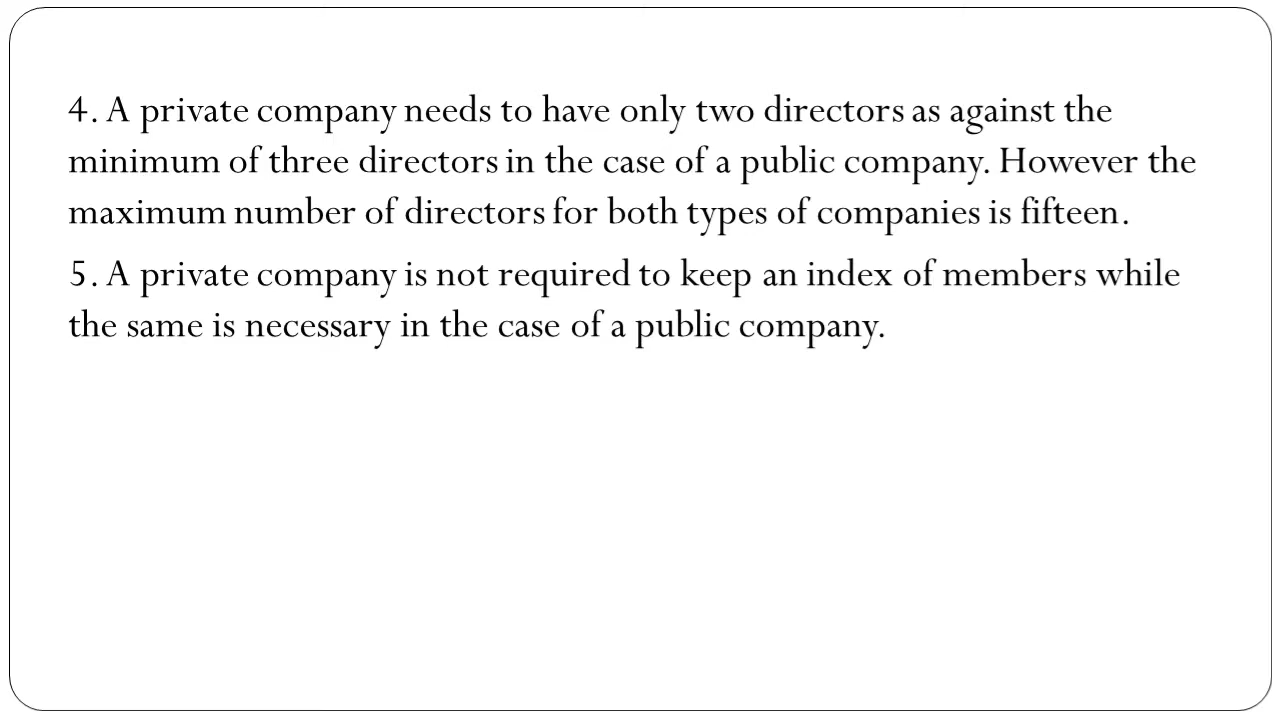 4. A private company needs to have only two directors as against the
minimum of three directors in the case of a public company. However the
maximum number of directors for both types of companies is fifteen.
5. A private company is not required to keep an index of members while
the same is necessary in the case of a public company.